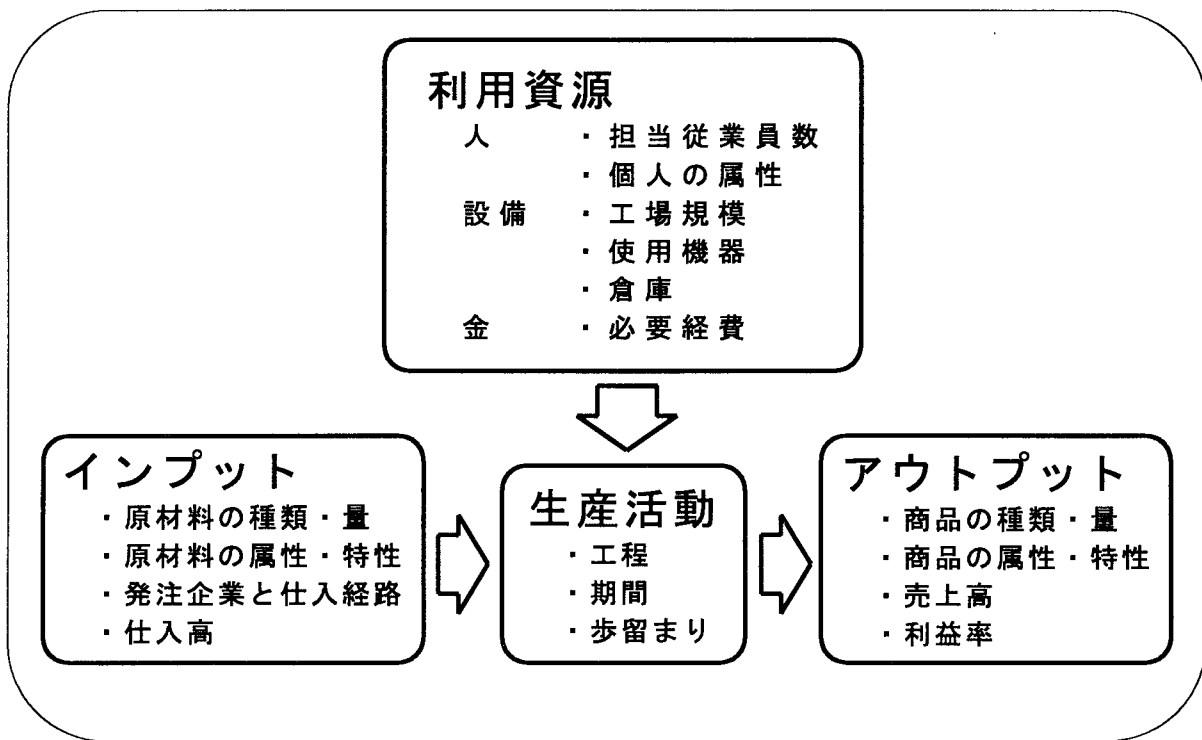 利用資源
人 ・担当従業員数
・個人の属性
設備 ・工場規模
・使用機器
・倉庫
金 ・必要経費
インプット
・原材料の種類・量
・原材料の属性・特性
・発注企業と仕入経路
・仕入高
生産活動
・工程
・期間
・歩留まり
アウトプット
・商品の種類・量
・商品の属性・特性
・売上高
・利益率